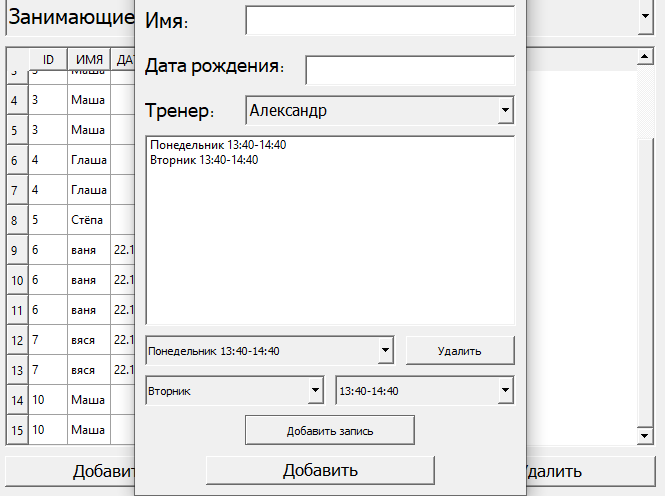 Занимающие
Имя:
ID ИМЯ ДАТ
Дата рождения:
3 Маша
4 3 Маша
Тренер: Александр
5 3 Маша
Понедельник 13:40-14:40
Вторник 13:40-14:40
6 4 Глаша
7 4 Глаша
8 5 Стёпа
9 6 ваня 22.1
10 6 ваня 22.1
11 6 ваня 22.1
12 7 вяся 22.1
Понедельник 13:40-14:40 Удалить
13 7 вяся 22.1
Вторник 13:40-14:40
14 10 Маша
15 10 Маша
Добавить запись
Добавить
Добавит
Удалить